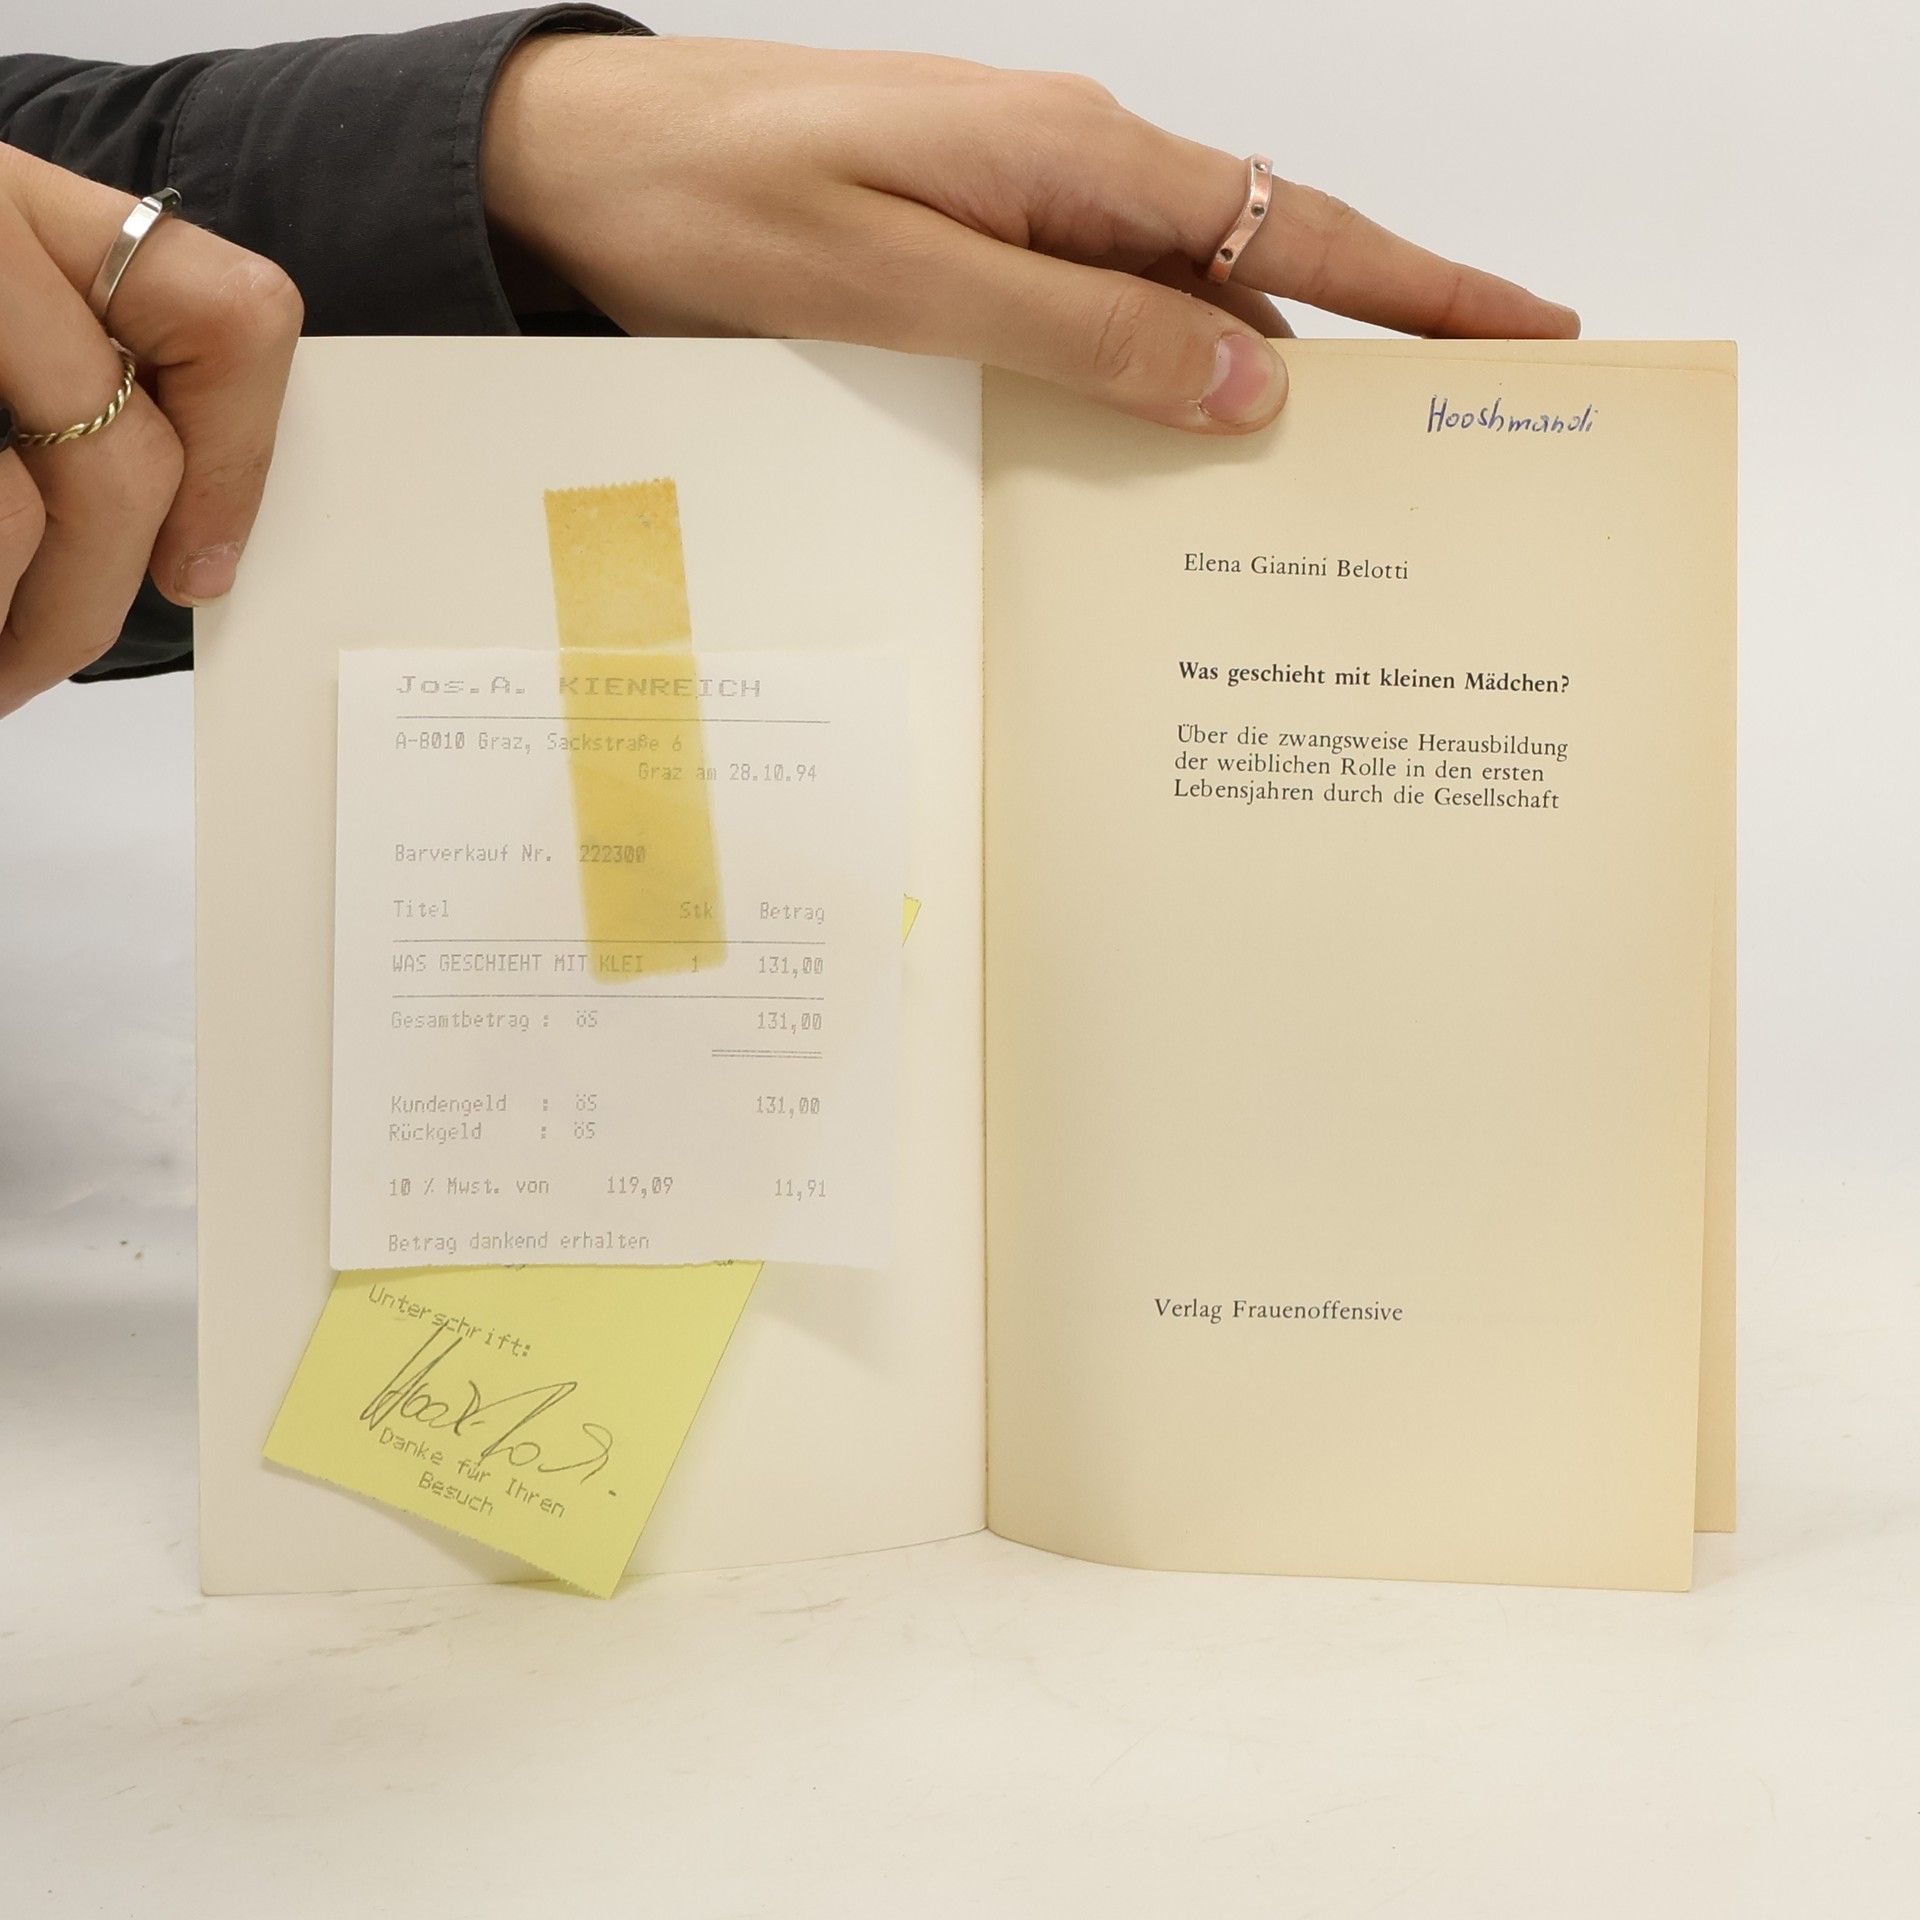 Jos.A. KIENREICH
A-8010 Graz, Sackstraße 6
Graz am 28.10.94
Barverkauf Nr. 222300
Titel Stk Betrag
WAS GESCHIEHT MIT KLEI 1 131,00
Gesamtbetrag : öS 131,00
Kundengeld : öS 131,00
Rückgeld : öS
10 % Mwst. von 119,09 11,91
Betrag dankend erhalten
Unterschrift:
Danke für Ihren
Besuch
Hooshmandi
Elena Gianini Belotti
Was geschieht mit kleinen Mädchen?
Über die zwangsweise Herausbildung
der weiblichen Rolle in den ersten
Lebensjahren durch die Gesellschaft
Verlag Frauenoffensive